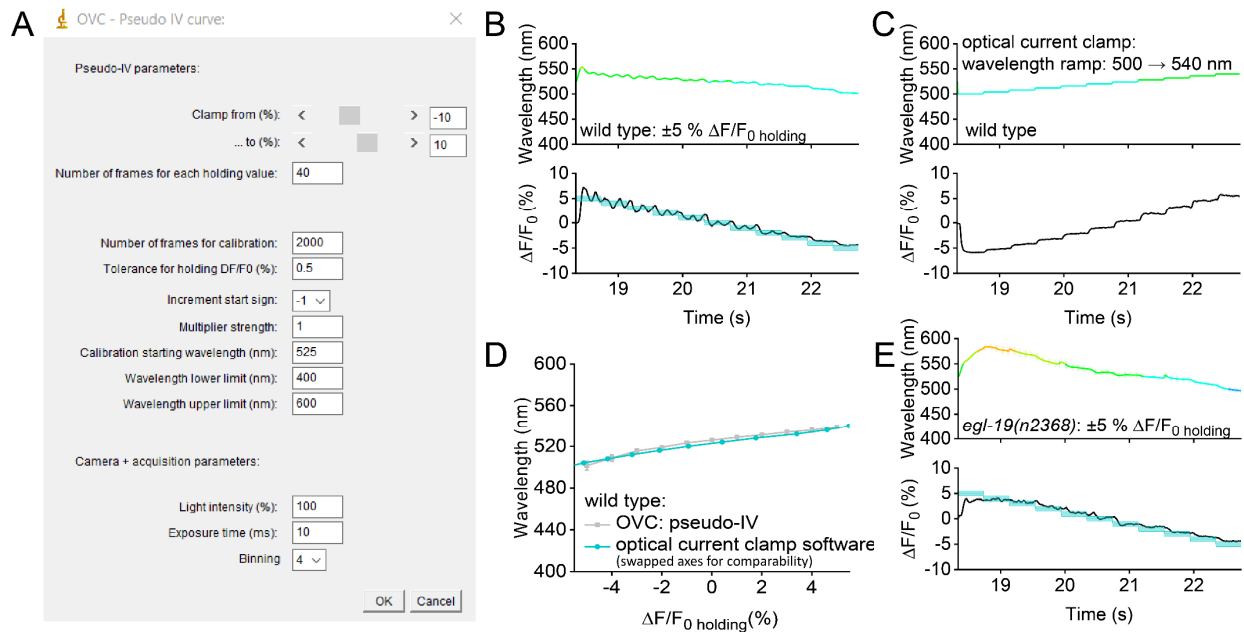 A
OVC - Pseudo IV curve:
Pseudo-IV parameters:
Clamp from (%): < > -10
... to (%): < > 10
Number of frames for each holding value: 40
Number of frames for calibration: 2000
Tolerance for holding DF/F0 (%): 0.5
Increment start sign: -1
Multiplier strength: 1
Calibration starting wavelength (nm): 525
Wavelength lower limit (nm): 400
Wavelength upper limit (nm): 600
Camera + acquisition parameters:
Light intensity (%): 100
Exposure time (ms): 10
Binning 4
OK Cancel
B
Wavelength (nm)
600
550
500
450
400
wild type: ±5 % ΔF/F0 holding
ΔF/F0 (%)
10
5
0
-5
-10
19 20 21 22
Time (s)
C
Wavelength (nm)
600
550
500
450
400
optical current clamp:
wavelength ramp: 500 → 540 nm
wild type
ΔF/F0 (%)
10
5
0
-5
-10
19 20 21 22
Time (s)
D
Wavelength (nm)
600
560
520
480
440
400
wild type:
OVC: pseudo-IV
optical current clamp software
(swapped axes for comparability)
-4 -2 0 2 4
ΔF/F0 holding(%)
E
Wavelength (nm)
600
550
500
450
400
egl-19(n2368): ±5 % ΔF/F0 holding
ΔF/F0 (%)
10
5
0
-5
-10
19 20 21 22
Time (s)